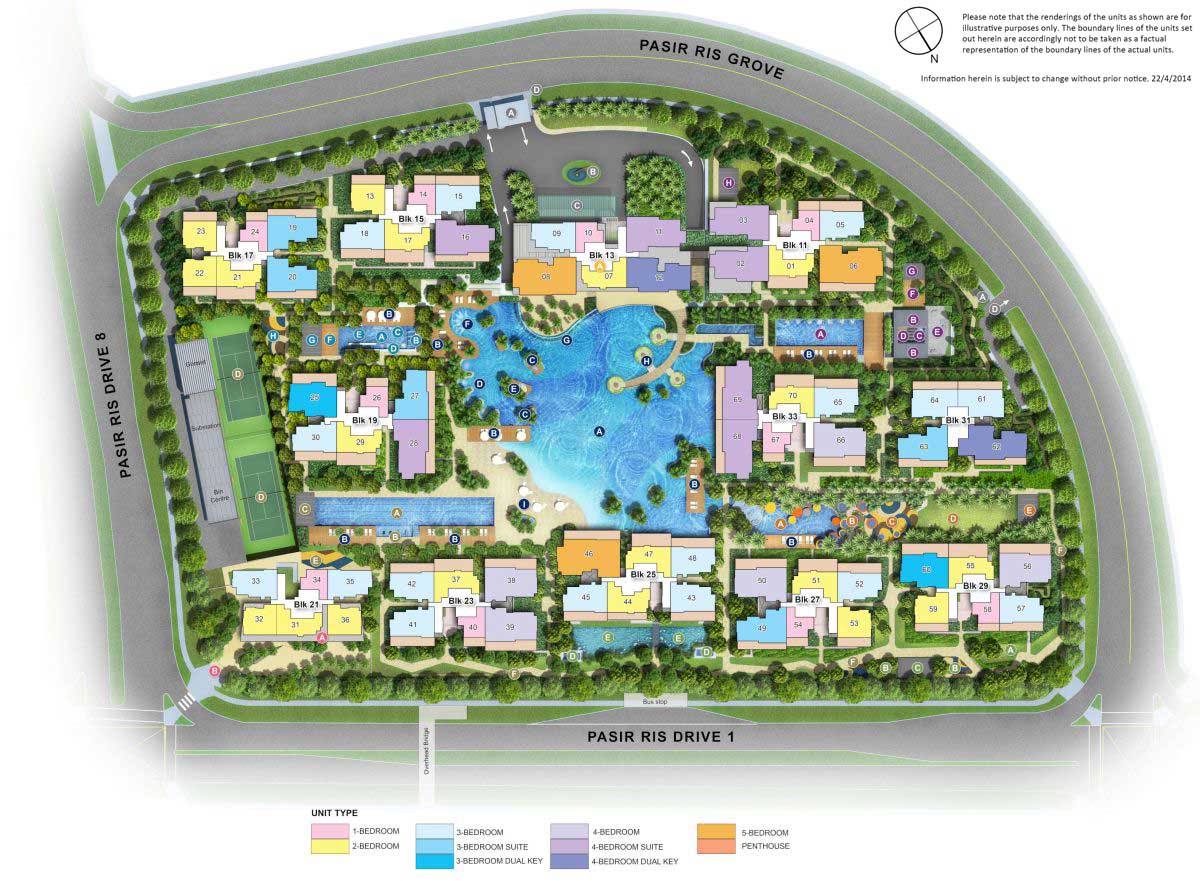 Please note that the renderings of the units as shown are for
illustrative purposes only. The boundary lines of the units set
out herein are accordingly not to be taken as a factual
representation of the boundary lines of the actual units.
N
Information herein is subject to change without prior notice. 22/4/2014
PASIR RIS GROVE
D
A
B
C
H
13
14
15
Blk 15
18
17
16
23
24
19
Blk 17
22
21
20
09
10
11
Blk 13
A
08
07
12
03
04
05
Blk 11
02
01
06
G
F
A
D
B
D
C
E
B
PASIR RIS DRIVE 8
H
G
F
E
B
A
C
B
D
B
F
G
H
C
D
E
C
B
A
A
B
Genset
Substation
Bin
Centre
D
D
25
26
27
Blk 19
30
29
28
69
70
65
Blk 33
68
67
66
64
61
Blk 31
63
62
C
A
B
B
B
I
B
A
B
B
C
D
E
F
E
33
34
35
Blk 21
32
31
36
A
B
42
37
38
Blk 23
41
40
39
F
46
47
48
Blk 25
45
44
43
E
E
D
D
50
51
52
Blk 27
49
54
53
60
55
56
Blk 29
59
58
57
F
B
C
B
A
Bus stop
PASIR RIS DRIVE 1
Overhead Bridge
UNIT TYPE
1-BEDROOM
2-BEDROOM
3-BEDROOM
3-BEDROOM SUITE
3-BEDROOM DUAL KEY
4-BEDROOM
4-BEDROOM SUITE
4-BEDROOM DUAL KEY
5-BEDROOM
PENTHOUSE